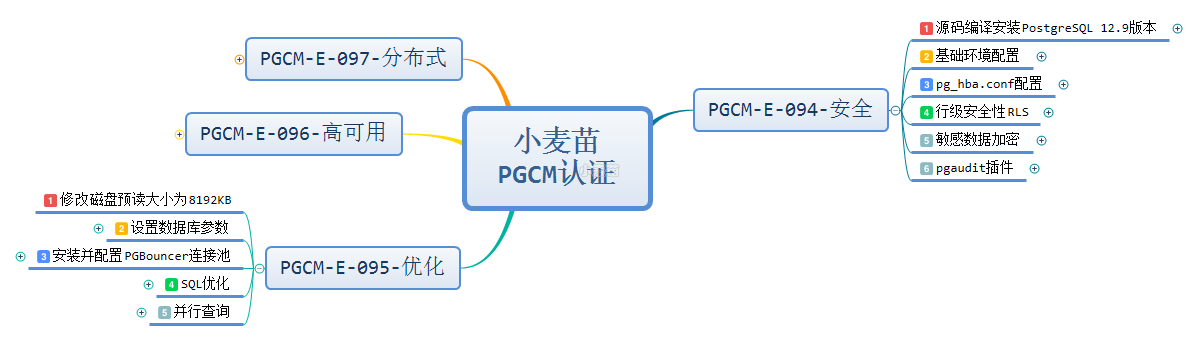 小麦苗
PGCM认证
PGCM-E-094-安全
1 源码编译安装PostgreSQL 12.9版本
2 基础环境配置
3 pg_hba.conf配置
4 行级安全性RLS
5 敏感数据加密
6 pgaudit插件
PGCM-E-095-优化
1 修改磁盘预读大小为8192KB
2 设置数据库参数
3 安装并配置PGBouncer连接池
4 SQL优化
5 并行查询
PGCM-E-096-高可用
PGCM-E-097-分布式